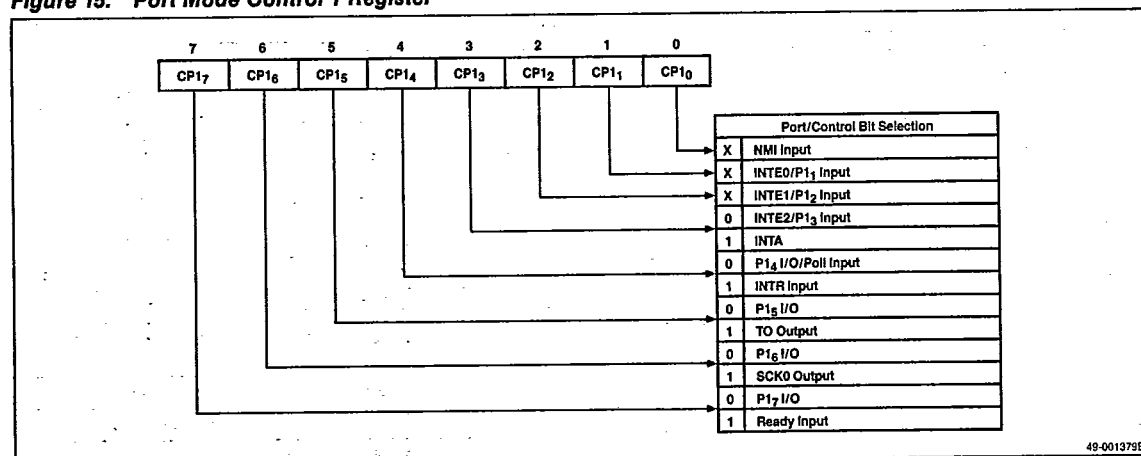 Figure 15. Port Mode Control 1 Register
7 6 5 4 3 2 1 0
CP1₇ CP1₆ CP1₅ CP1₄ CP1₃ CP1₂ CP1₁ CP1₀
Port/Control Bit Selection
X NMI Input
X INTE0/P1₁ Input
X INTE1/P1₂ Input
0 INTE2/P1₃ Input
1 INTA
0 P1₄ I/O/Poll Input
1 INTR Input
0 P1₅ I/O
1 TO Output
0 P1₆ I/O
1 SCK0 Output
0 P1₇ I/O
1 Ready Input
49-001379B